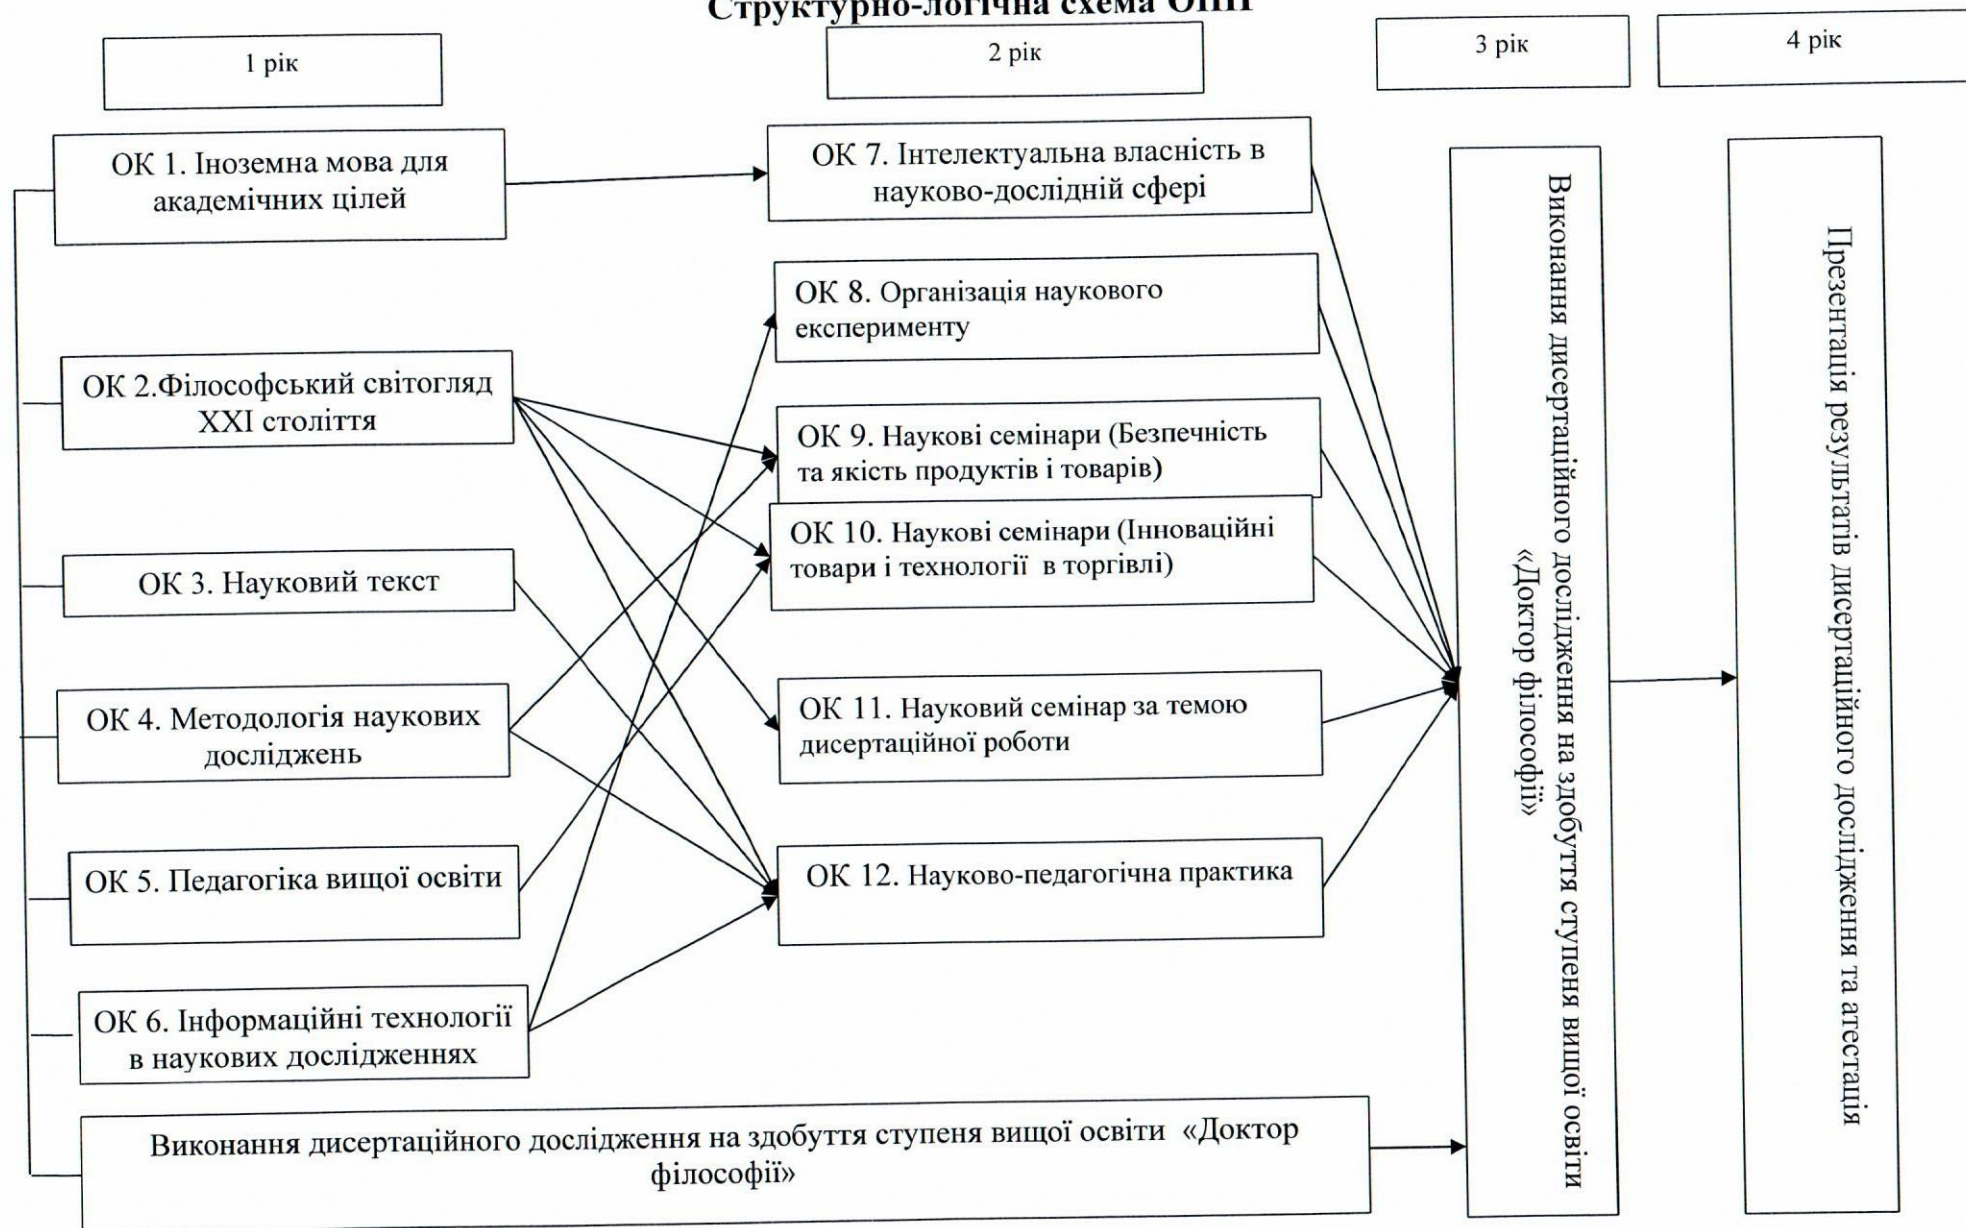 Структурно-логічна схема ОНП
1 рік
2 рік
3 рік
4 рік
ОК 1. Іноземна мова для
академічних цілей
ОК 2.Філософський світогляд
ХХІ століття
ОК 3. Науковий текст
ОК 4. Методологія наукових
досліджень
ОК 5. Педагогіка вищої освіти
ОК 6. Інформаційні технології
в наукових дослідженнях
Виконання дисертаційного дослідження на здобуття ступеня вищої освіти «Доктор
філософії»
ОК 7. Інтелектуальна власність в
науково-дослідній сфері
ОК 8. Організація наукового
експерименту
ОК 9. Наукові семінари (Безпечність
та якість продуктів і товарів)
ОК 10. Наукові семінари (Інноваційні
товари і технології в торгівлі)
ОК 11. Науковий семінар за темою
дисертаційної роботи
ОК 12. Науково-педагогічна практика
Виконання дисертаційного дослідження на здобуття ступеня вищої освіти
«Доктор філософії»
Презентація результатів дисертаційного дослідження та атестація